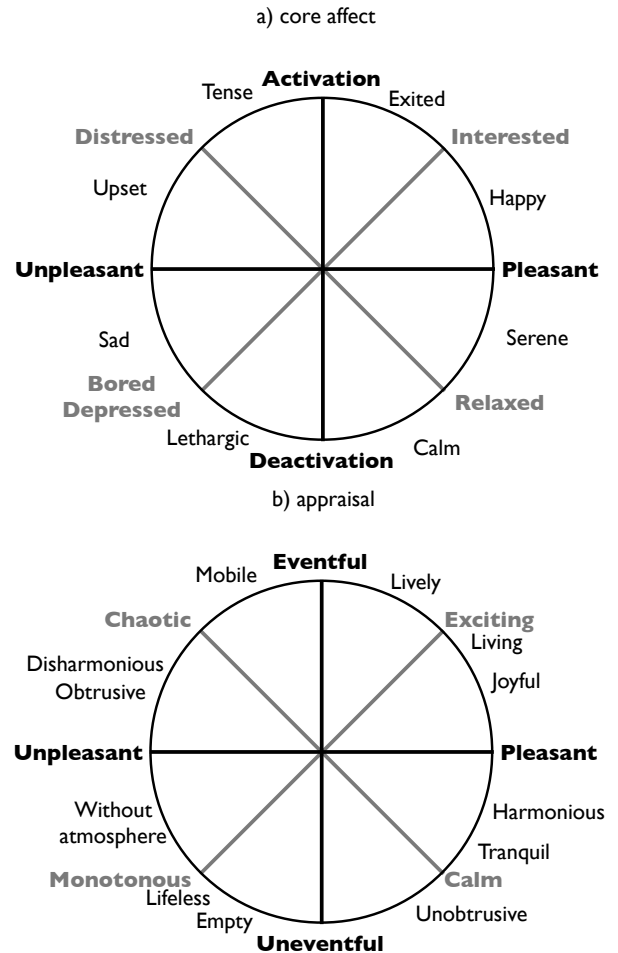 a) core affect
Activation
Tense
Exited
Distressed
Interested
Upset
Happy
Unpleasant
Pleasant
Sad
Serene
Bored
Depressed
Relaxed
Lethargic
Calm
Deactivation
b) appraisal
Eventful
Mobile
Lively
Chaotic
Exciting
Living
Disharmonious
Obtrusive
Joyful
Unpleasant
Pleasant
Without
atmosphere
Harmonious
Tranquil
Monotonous
Calm
Lifeless
Empty
Unobtrusive
Uneventful